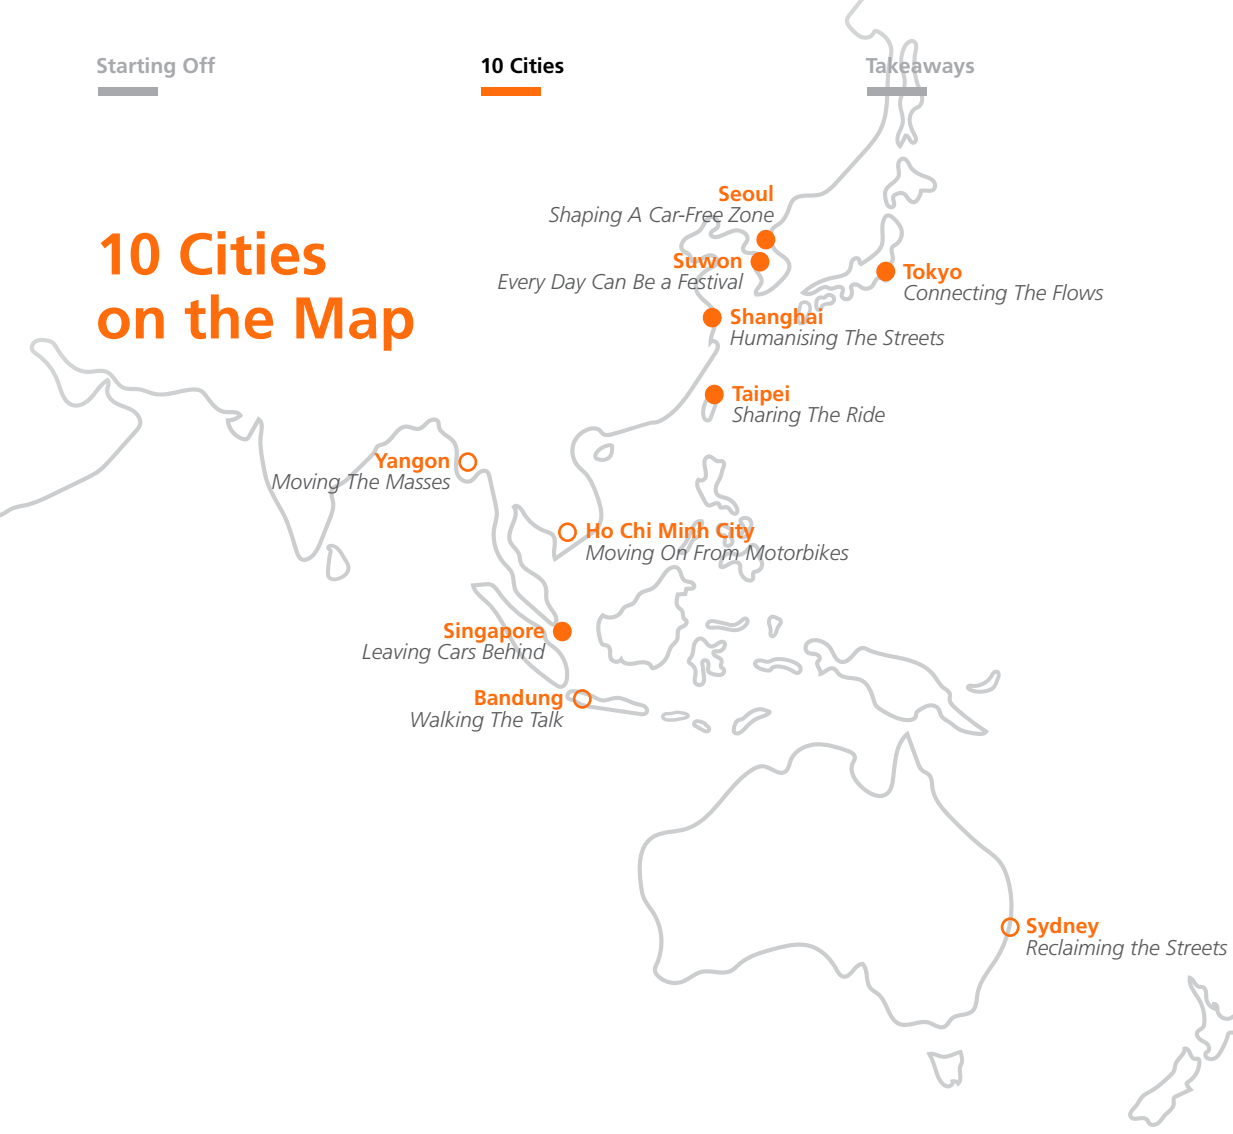 Starting Off
10 Cities
Takeaways
10 Cities
on the Map
Seoul
Shaping A Car-Free Zone
Suwon
Every Day Can Be a Festival
Tokyo
Connecting The Flows
Shanghai
Humanising The Streets
Taipei
Sharing The Ride
Yangon
Moving The Masses
Ho Chi Minh City
Moving On From Motorbikes
Singapore
Leaving Cars Behind
Bandung
Walking The Talk
Sydney
Reclaiming the Streets